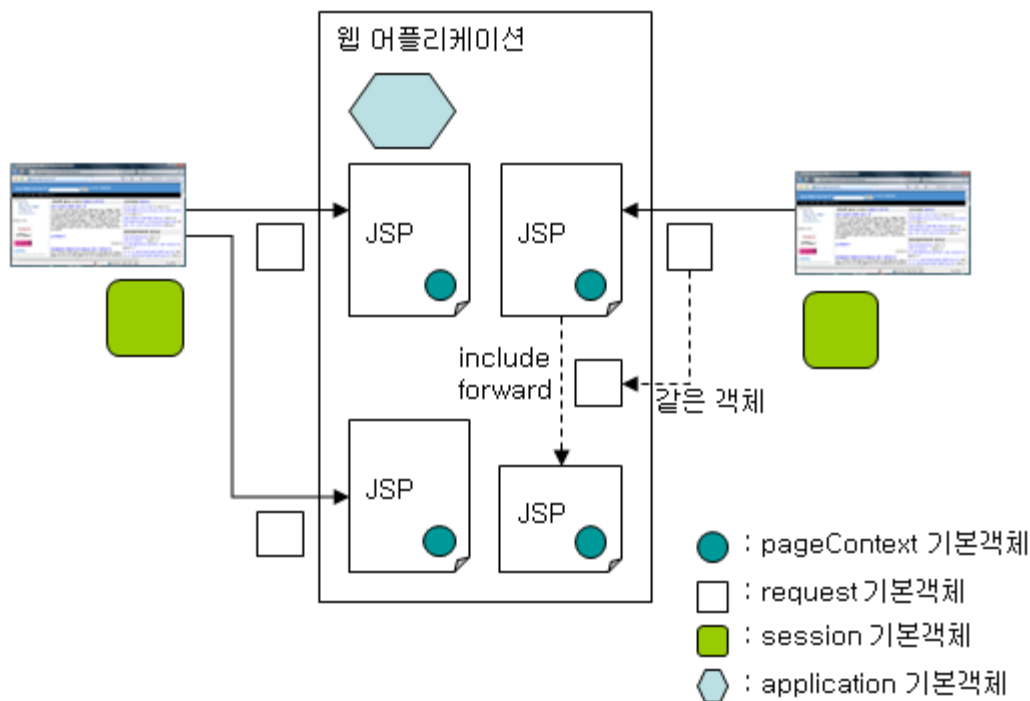 웹 어플리케이션
JSP
JSP
include
forward
같은 객체
JSP
JSP
: pageContext 기본객체
: request 기본객체
: session 기본객체
: application 기본객체